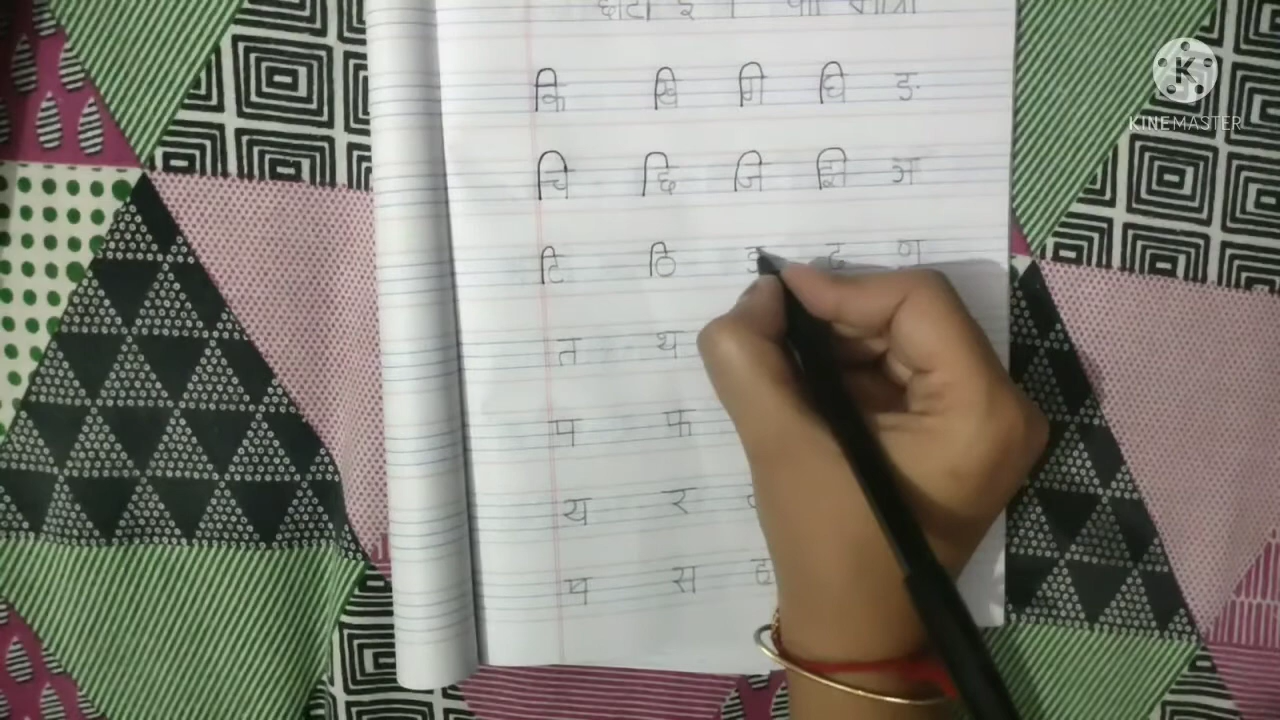 छोटी इ ि की मात्रा
कि खि गि घि ङ
चि छि जि झि ञ
टि ठि ड ढ ण
त थ
प फ
य र
ष स ह
K
KINEMASTER